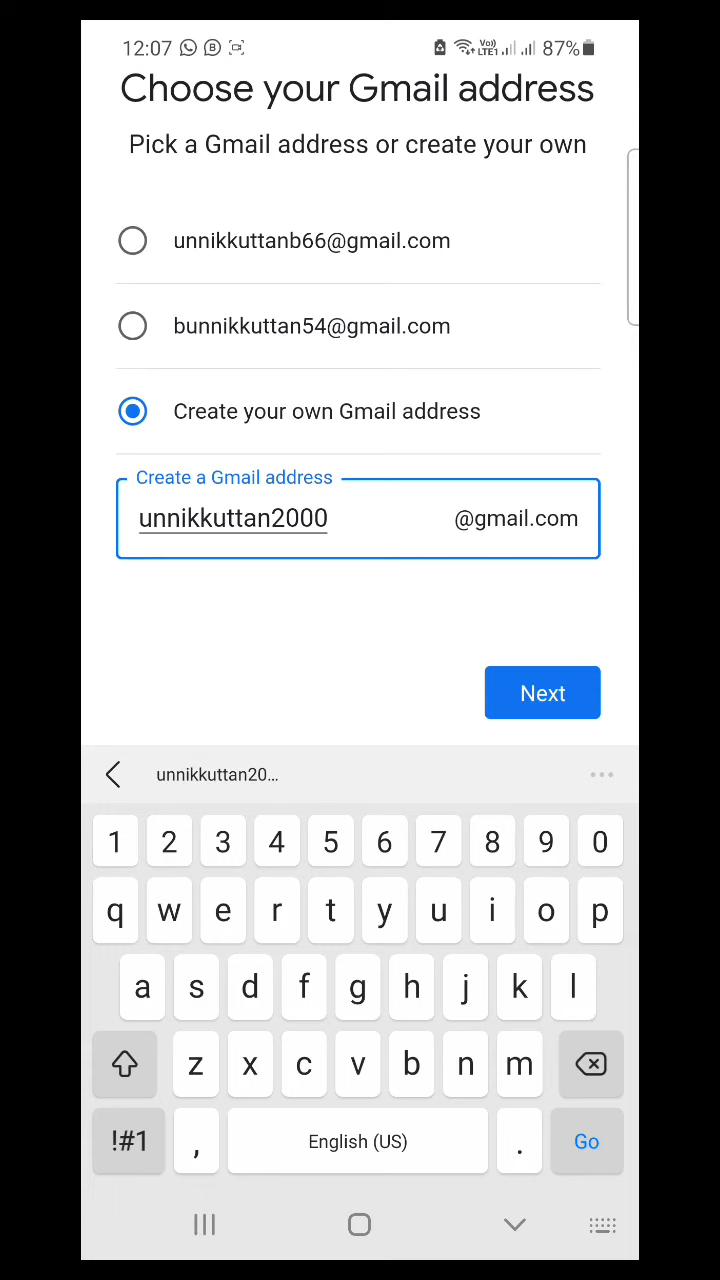 12:07 Vo)) LTE1 87%
Choose your Gmail address
Pick a Gmail address or create your own
unnikkuttanb66@gmail.com
bunnikkuttan54@gmail.com
Create your own Gmail address
Create a Gmail address
unnikkuttan2000 @gmail.com
Next
unnikkuttan20...
1 2 3 4 5 6 7 8 9 0
q w e r t y u i o p
a s d f g h j k l
z x c v b n m
!#1 , English (US) . Go